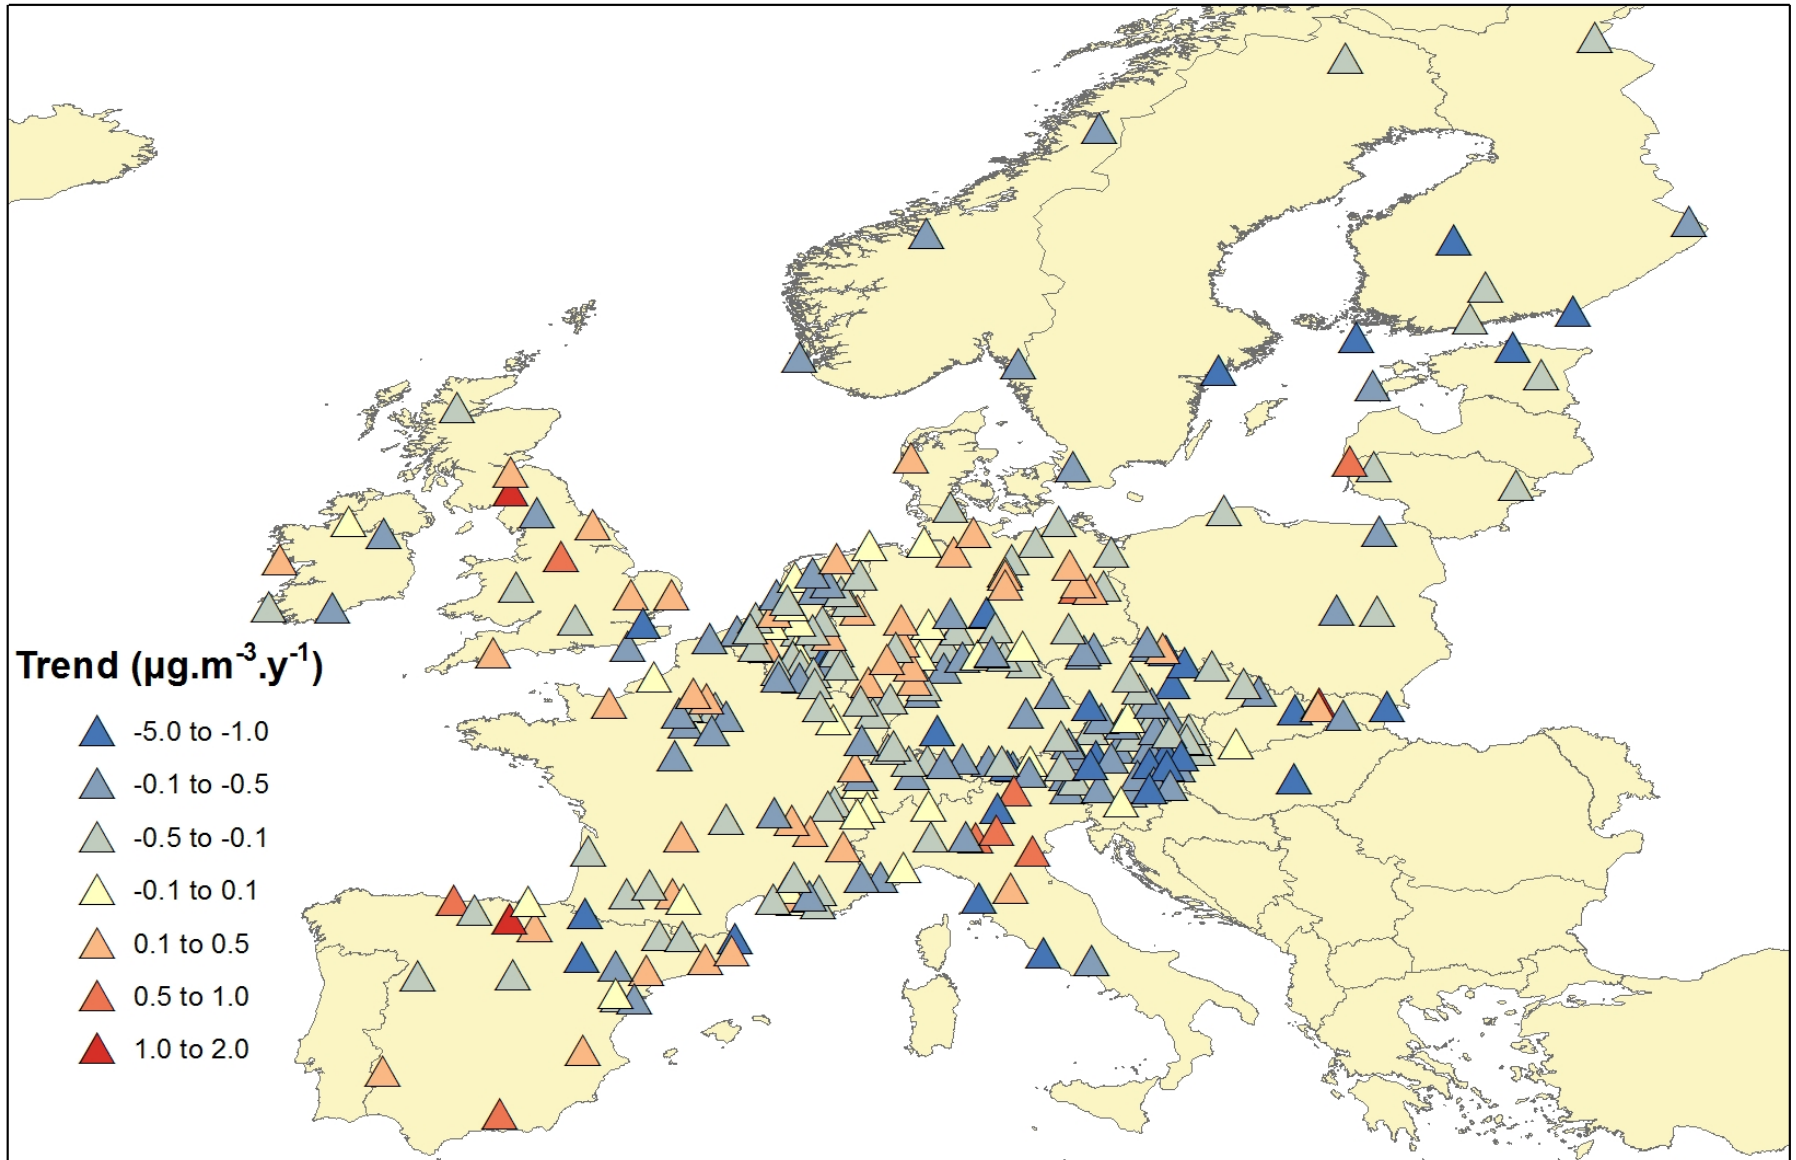 Trend (µg.m⁻³.y⁻¹)
-5.0 to -1.0
-0.1 to -0.5
-0.5 to -0.1
-0.1 to 0.1
0.1 to 0.5
0.5 to 1.0
1.0 to 2.0